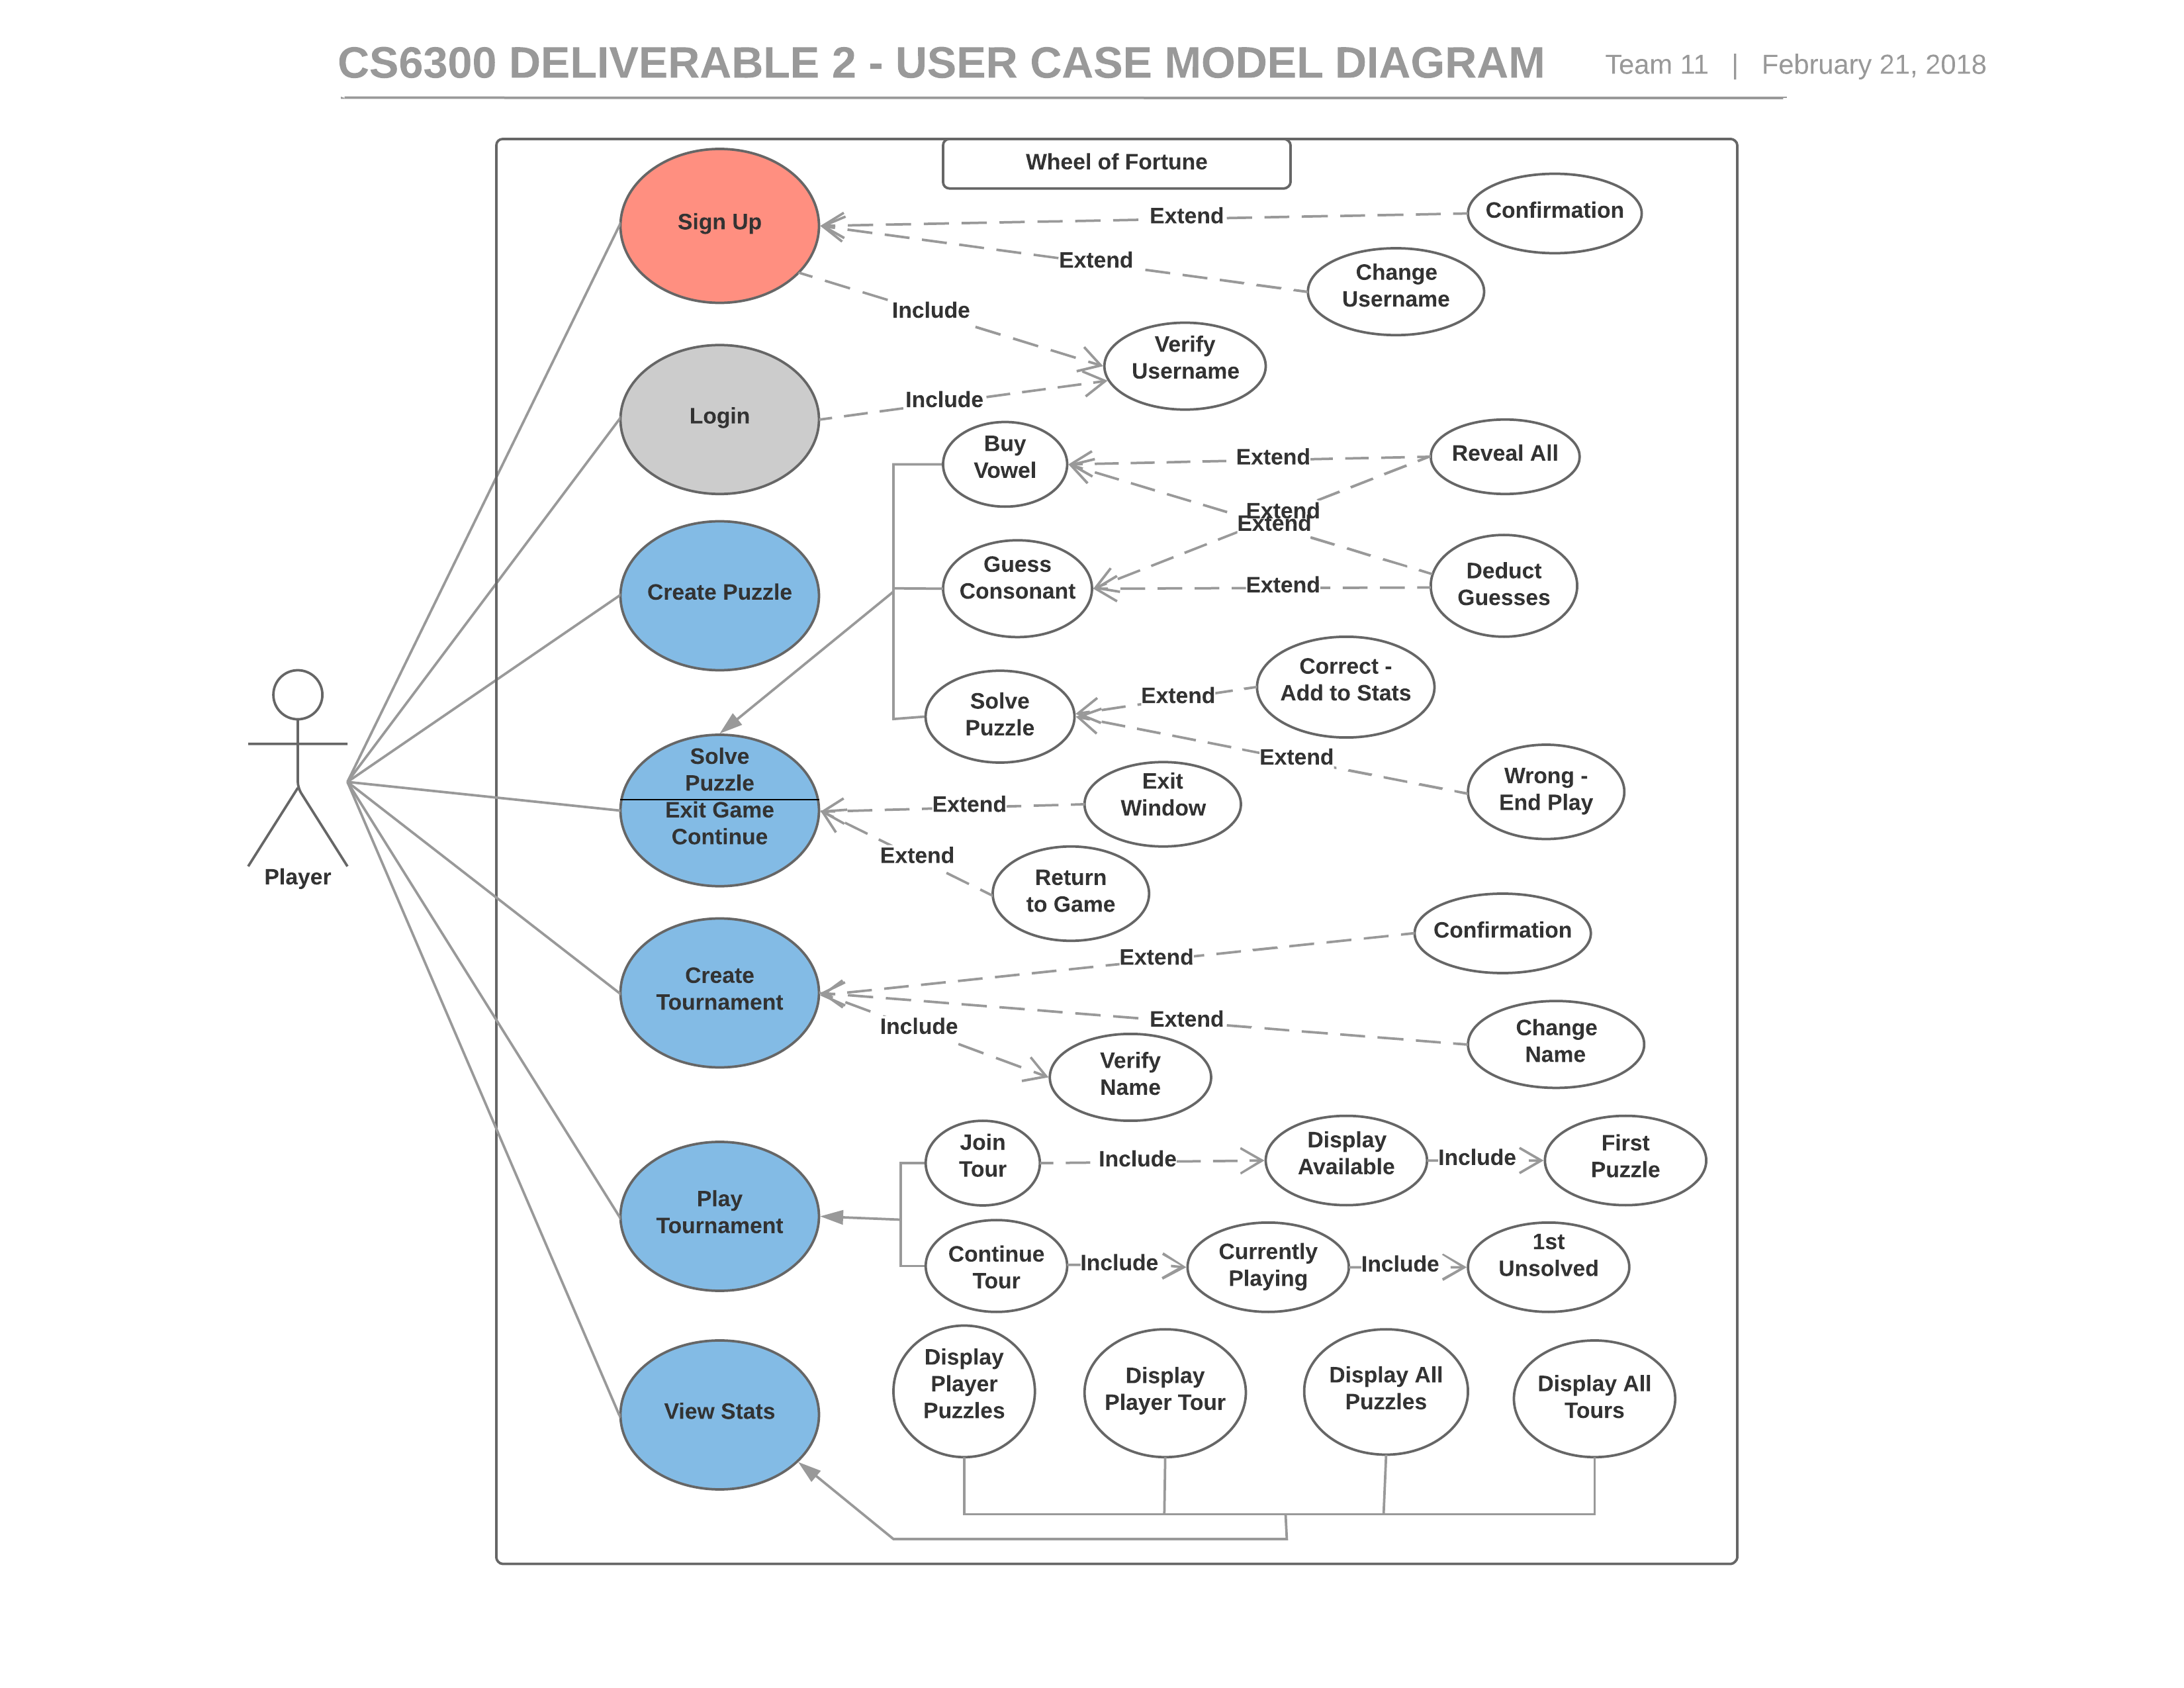 CS6300 DELIVERABLE 2 - USER CASE MODEL DIAGRAM
Team 11 | February 21, 2018
Wheel of Fortune
Sign Up
Extend
Confirmation
Extend
Change
Username
Include
Verify
Username
Login
Include
Buy
Vowel
Extend
Reveal All
Extend
Extend
Create Puzzle
Guess
Consonant
Extend
Deduct
Guesses
Solve
Puzzle
Extend
Correct -
Add to Stats
Extend
Wrong -
End Play
Player
Solve
Puzzle
Exit Game
Continue
Extend
Exit
Window
Extend
Return
to Game
Create
Tournament
Extend
Confirmation
Extend
Change
Name
Include
Verify
Name
Play
Tournament
Join
Tour
Include
Display
Available
Include
First
Puzzle
Continue
Tour
Include
Currently
Playing
Include
1st
Unsolved
View Stats
Display
Player
Puzzles
Display
Player Tour
Display All
Puzzles
Display All
Tours